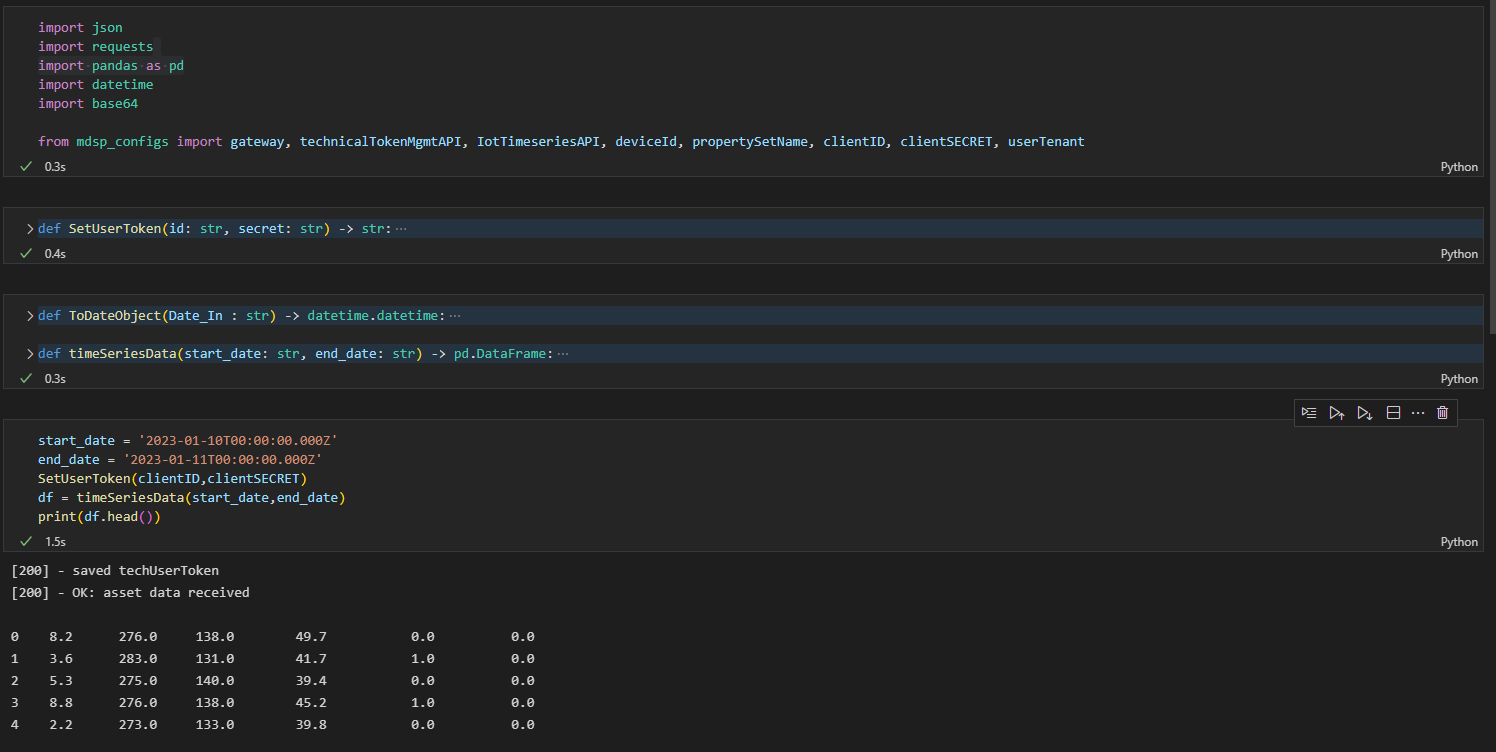 import json
import requests
import pandas as pd
import datetime
import base64
from mdsp_configs import gateway, technicalTokenMgmtAPI, IotTimeseriesAPI, deviceId, propertySetName, clientID, clientSECRET, userTenant
0.3s
Python
def SetUserToken(id: str, secret: str) -> str:···
0.4s
Python
def ToDateObject(Date_In : str) -> datetime.datetime:···
def timeSeriesData(start_date: str, end_date: str) -> pd.DataFrame:···
0.3s
Python
start_date = '2023-01-10T00:00:00.000Z'
end_date = '2023-01-11T00:00:00.000Z'
SetUserToken(clientID,clientSECRET)
df = timeSeriesData(start_date,end_date)
print(df.head())
1.5s
Python
[200] - saved techUserToken
[200] - OK: asset data received
0 8.2 276.0 138.0 49.7 0.0 0.0
1 3.6 283.0 131.0 41.7 1.0 0.0
2 5.3 275.0 140.0 39.4 0.0 0.0
3 8.8 276.0 138.0 45.2 1.0 0.0
4 2.2 273.0 133.0 39.8 0.0 0.0